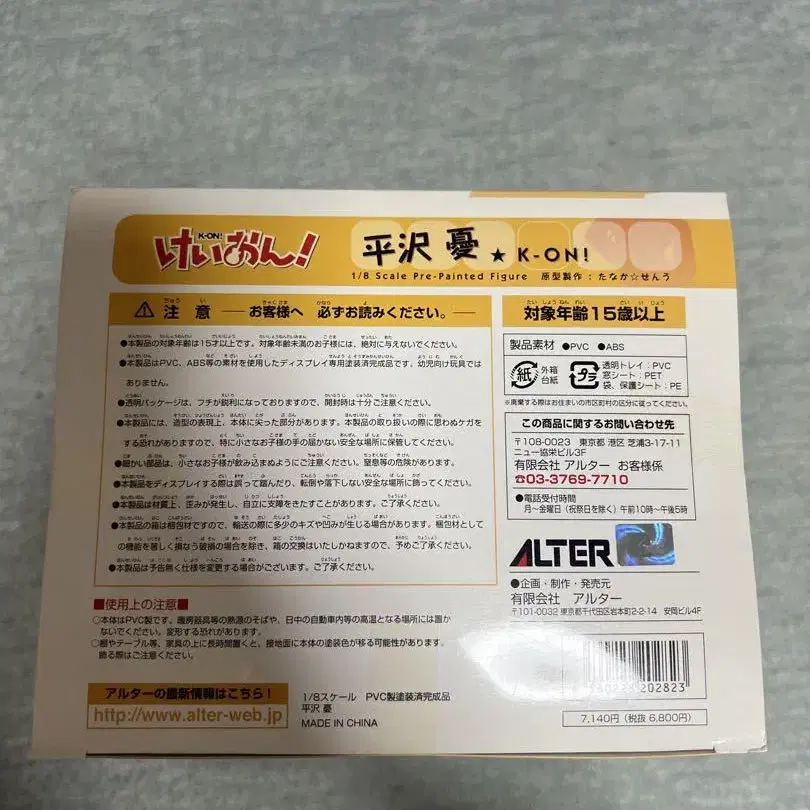 K-ON!
けいおん!
平沢 憂 ★ K-ON!
1/8 Scale Pre-Painted Figure 原型製作：たなか☆せんう
⚠ 注意 ― お客様へ 必ずお読みください。―
●本製品の対象年齢は15才以上です。対象年齢未満のお子様には、絶対に与えないでください。
●本製品はPVC、ABS等の素材を使用したディスプレイ専用塗装済完成品です。幼児向け玩具では
ありません。
●透明パッケージは、フチが鋭利になっておりますので、開封時は十分ご注意ください。
●本製品には、造型の表現上、本体に尖った部分があります。本製品の取り扱いの際に思わぬケガを
する恐れがありますので、特に小さなお子様の手の届かない安全な場所に保管してください。
●細かい部品は、小さなお子様が飲み込まぬようにご注意ください。窒息等の危険があります。
●本製品をディスプレイする際は誤って踏んだり、転倒や落下しない安全な場所に飾ってください。
●本製品は材質上、歪みが発生し、自立に支障をきたすことがあります。ご了承ください。
●本製品の箱は梱包材ですので、輸送の際に多少のキズや凹みが生じる場合があります。梱包材として
の機能を著しく損なう破損の場合を除き、箱の交換はいたしかねますので、予めご了承ください。
●本製品は予告無く仕様を変更する場合がございます。ご了承ください。
■使用上の注意■
○本体はPVC製です。暖房器具等の熱源のそばや、日中の自動車内等の高温となる場所には置か
ないでください。変形する恐れがあります。
○棚やテーブル等、家具の上に長時間置くと、接地面に本体の塗装色が移る可能性があります。
飾る際はご注意ください。
アルターの最新情報はこちら!
http://www.alter-web.jp
1/8スケール PVC製塗装済完成品
平沢 憂
MADE IN CHINA
対象年齢15歳以上
製品素材 ●PVC ●ABS
紙 外箱
台紙
プラ 透明トレイ：PVC
窓シート：PET
袋、保護シート：PE
※廃棄する際はお住まいの市区町村の区分に従ってください。
この商品に関するお問い合わせ先
〒108-0023 東京都 港区 芝浦3-17-11
ニュー協栄ビル3F
有限会社 アルター お客様係
☎03-3769-7710
●電話受付時間
月～金曜日(祝祭日を除く)午前10時～午後5時
ALTER
●企画・制作・発売元
有限会社 アルター
〒101-0032 東京都千代田区岩本町2-2-14 安岡ビル4F
202823
7,140円(税抜 6,800円)